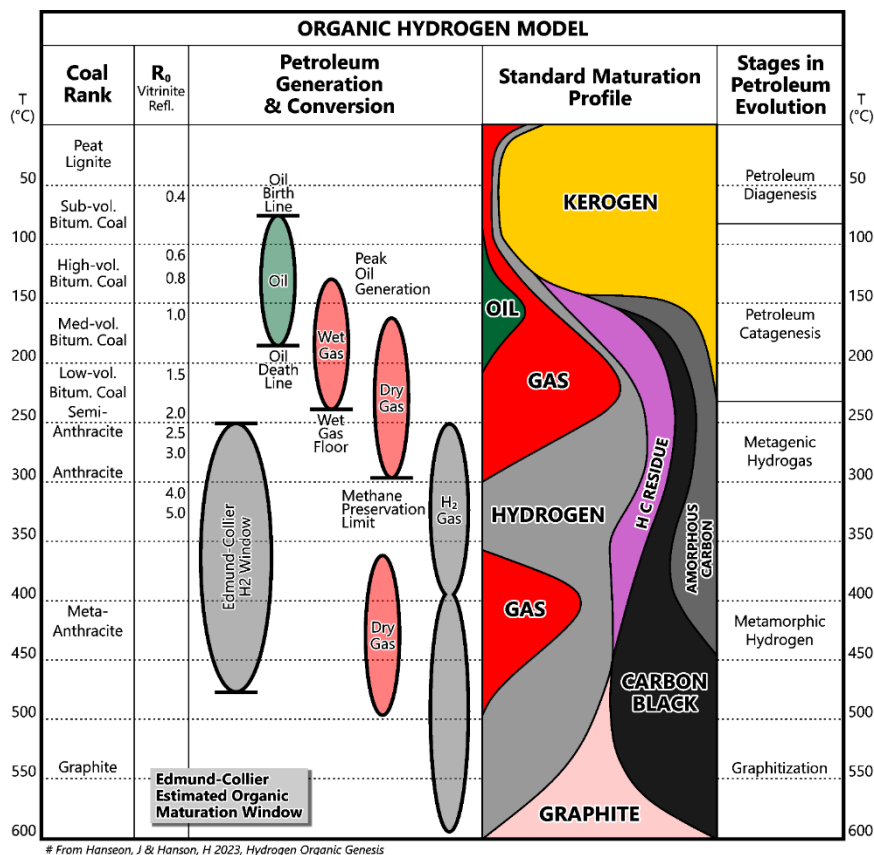 ORGANIC HYDROGEN MODEL
T
(°C)
Coal
Rank
R₀
Vitrinite
Refl.
Petroleum
Generation
& Conversion
Standard Maturation
Profile
Stages in
Petroleum
Evolution
T
(°C)
50
100
150
200
250
300
350
400
450
500
550
600
Peat
Lignite
Sub-vol.
Bitum. Coal
High-vol.
Bitum. Coal
Med-vol.
Bitum. Coal
Low-vol.
Bitum. Coal
Semi-
Anthracite
Anthracite
Meta-
Anthracite
Graphite
0.4
0.6
0.8
1.0
1.5
2.0
2.5
3.0
4.0
5.0
Oil
Birth
Line
Oil
Oil
Death
Line
Peak
Oil
Generation
Wet
Gas
Wet
Gas
Floor
Dry
Gas
Methane
Preservation
Limit
H₂
Gas
Edmund-Collier
H2 Window
Dry
Gas
Edmund-Collier
Estimated Organic
Maturation Window
KEROGEN
OIL
GAS
HYDROGEN
H C RESIDUE
AMORPHOUS
CARBON
GAS
CARBON
BLACK
GRAPHITE
Petroleum
Diagenesis
Petroleum
Catagenesis
Metagenic
Hydrogas
Metamorphic
Hydrogen
Graphitization
50
100
150
200
250
300
350
400
450
500
550
600
# From Hanseon, J & Hanson, H 2023, Hydrogen Organic Genesis